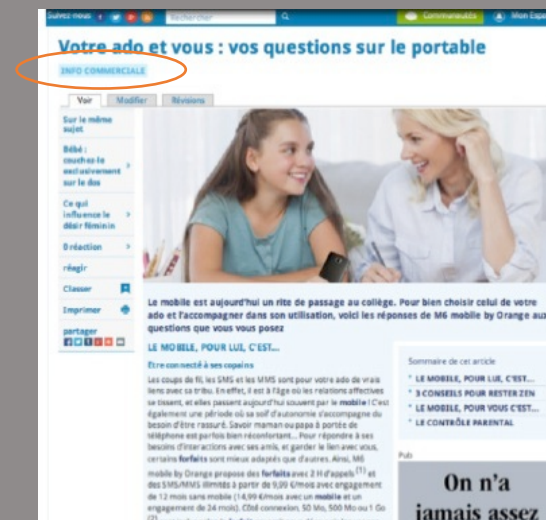 Suivez-nous
Rechercher
Communautés
Mon Espa
Votre ado et vous : vos questions sur le portable
INFO COMMERCIALE
Voir
Modifier
Révisions
Sur le même
sujet
Bébé :
couchez-le
exclusivement
sur le dos
Ce qui
influence le
désir féminin
0 réaction
réagir
Classer
Imprimer
partager
Le mobile est aujourd'hui un rite de passage au collège. Pour bien choisir celui de votre
ado et l'accompagner dans son utilisation, voici les réponses de M6 mobile by Orange aux
questions que vous vous posez
LE MOBILE, POUR LUI, C'EST...
Etre connecté à ses copains
Les coups de fil, les SMS et les MMS sont pour votre ado de vrais
liens avec sa tribu. En effet, il est à l'âge où les relations affectives
se tissent, et elles passent aujourd'hui souvent par le mobile ! C'est
également une période où sa soif d'autonomie s'accompagne du
besoin d'être rassuré. Savoir maman ou papa à portée de
téléphone est parfois bien réconfortant... Pour répondre à ses
besoins d'interactions avec ses amis, et garder le lien avec vous,
certains forfaits sont mieux adaptés que d'autres. Ainsi, M6
mobile by Orange propose des forfaits avec 2 H d'appels (1) et
des SMS/MMS illimités à partir de 9,99 €/mois avec engagement
de 12 mois sans mobile (14,99 €/mois avec un mobile et un
engagement de 24 mois). Côté connexion, 50 Mo, 500 Mo ou 1 Go
(2)
Sommaire de cet article
LE MOBILE, POUR LUI, C'EST...
3 CONSEILS POUR RESTER ZEN
LE MOBILE, POUR VOUS C'EST...
LE CONTRÔLE PARENTAL
Pub
On n'a
jamais assez